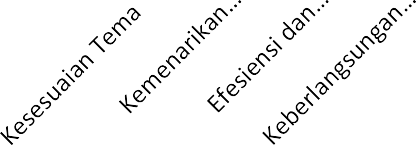 Kesesuaian Tema
Kemenarikan...
Efesiensi dan...
Keberlangsungan...